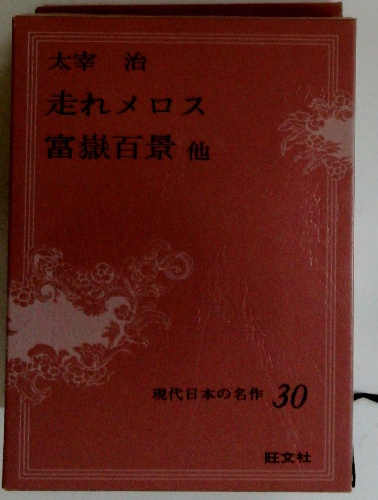 太宰 治
走れメロス
富嶽百景 他
現代日本の名作 30
旺文社